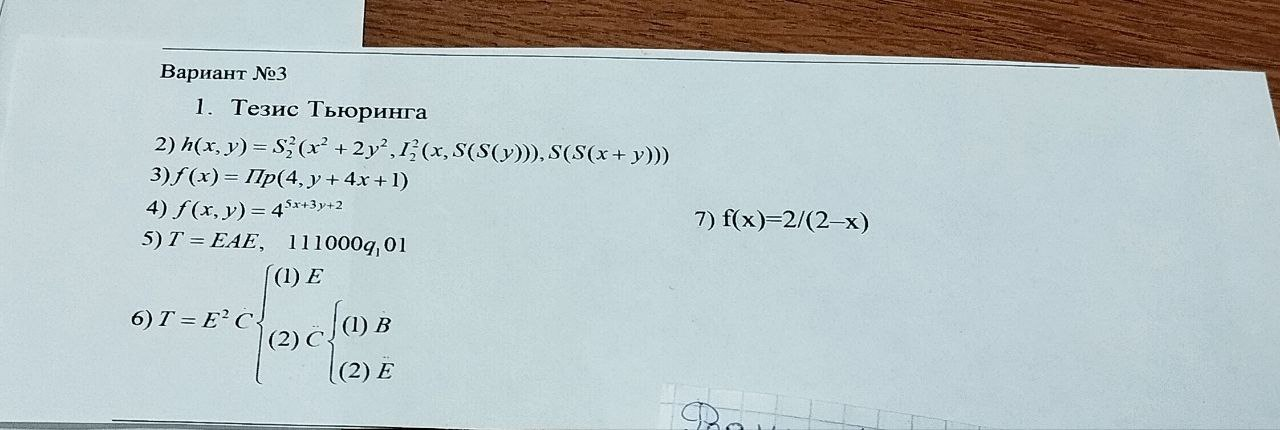 Вариант №3
1. Тезис Тьюринга
2) h(x, y) = S₂²(x² + 2y², I₂²(x, S(S(y))), S(S(x + y)))
3) f(x) = Пр(4, y + 4x + 1)
4) f(x, y) = 4^(5x+3y+2)
7) f(x)=2/(2–x)
5) T = EAE, 111000q₁01
(1) E
6) T = E² C
(2) C̈
(1) B
(2) Ë